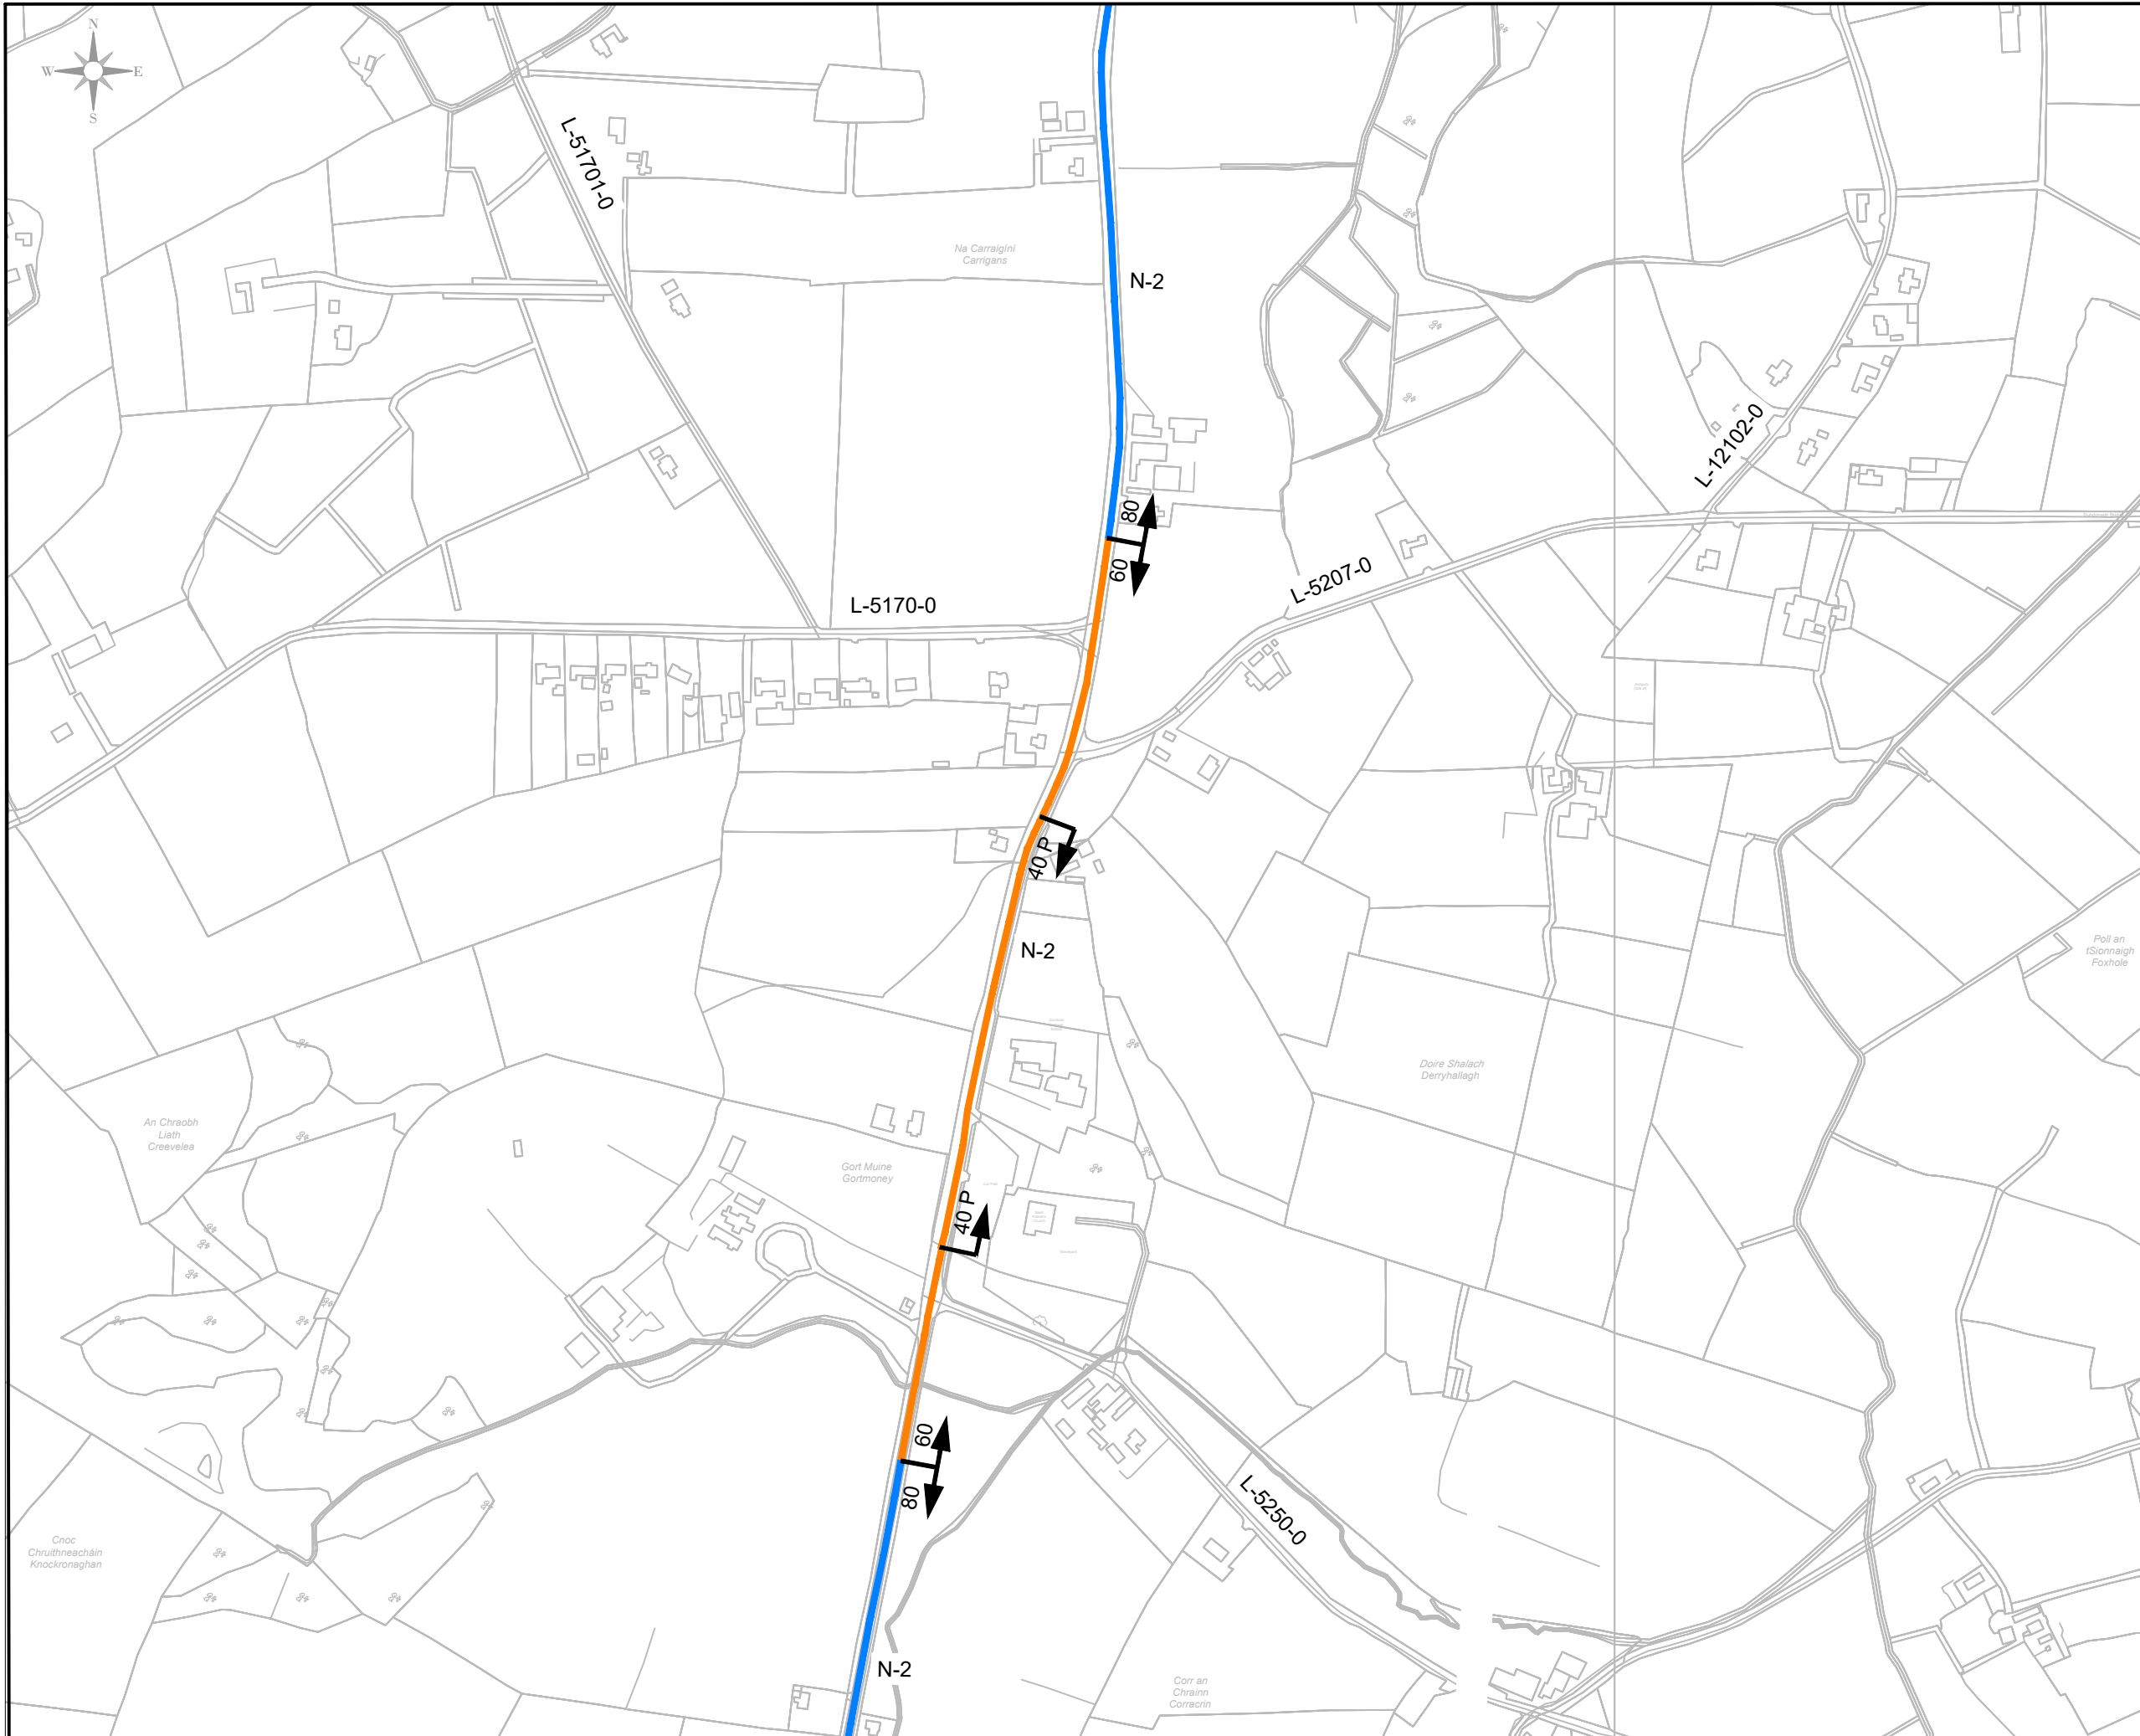 N
W E
S
L-51701-0
Na Carraigíní
Carrigans
N-2
L-12102-0
80
60
L-5207-0
L-5170-0
40 P
N-2
Poll an
tSionnaigh
Foxhole
Doire Shalach
Derryhallagh
An Chraobh
Liath
Creevelea
Gort Muine
Gortmoney
40 P
60
80
L-5250-0
Cnoc
Chruithneacháin
Knockronaghan
N-2
Corr an
Chrainn
Corracrin